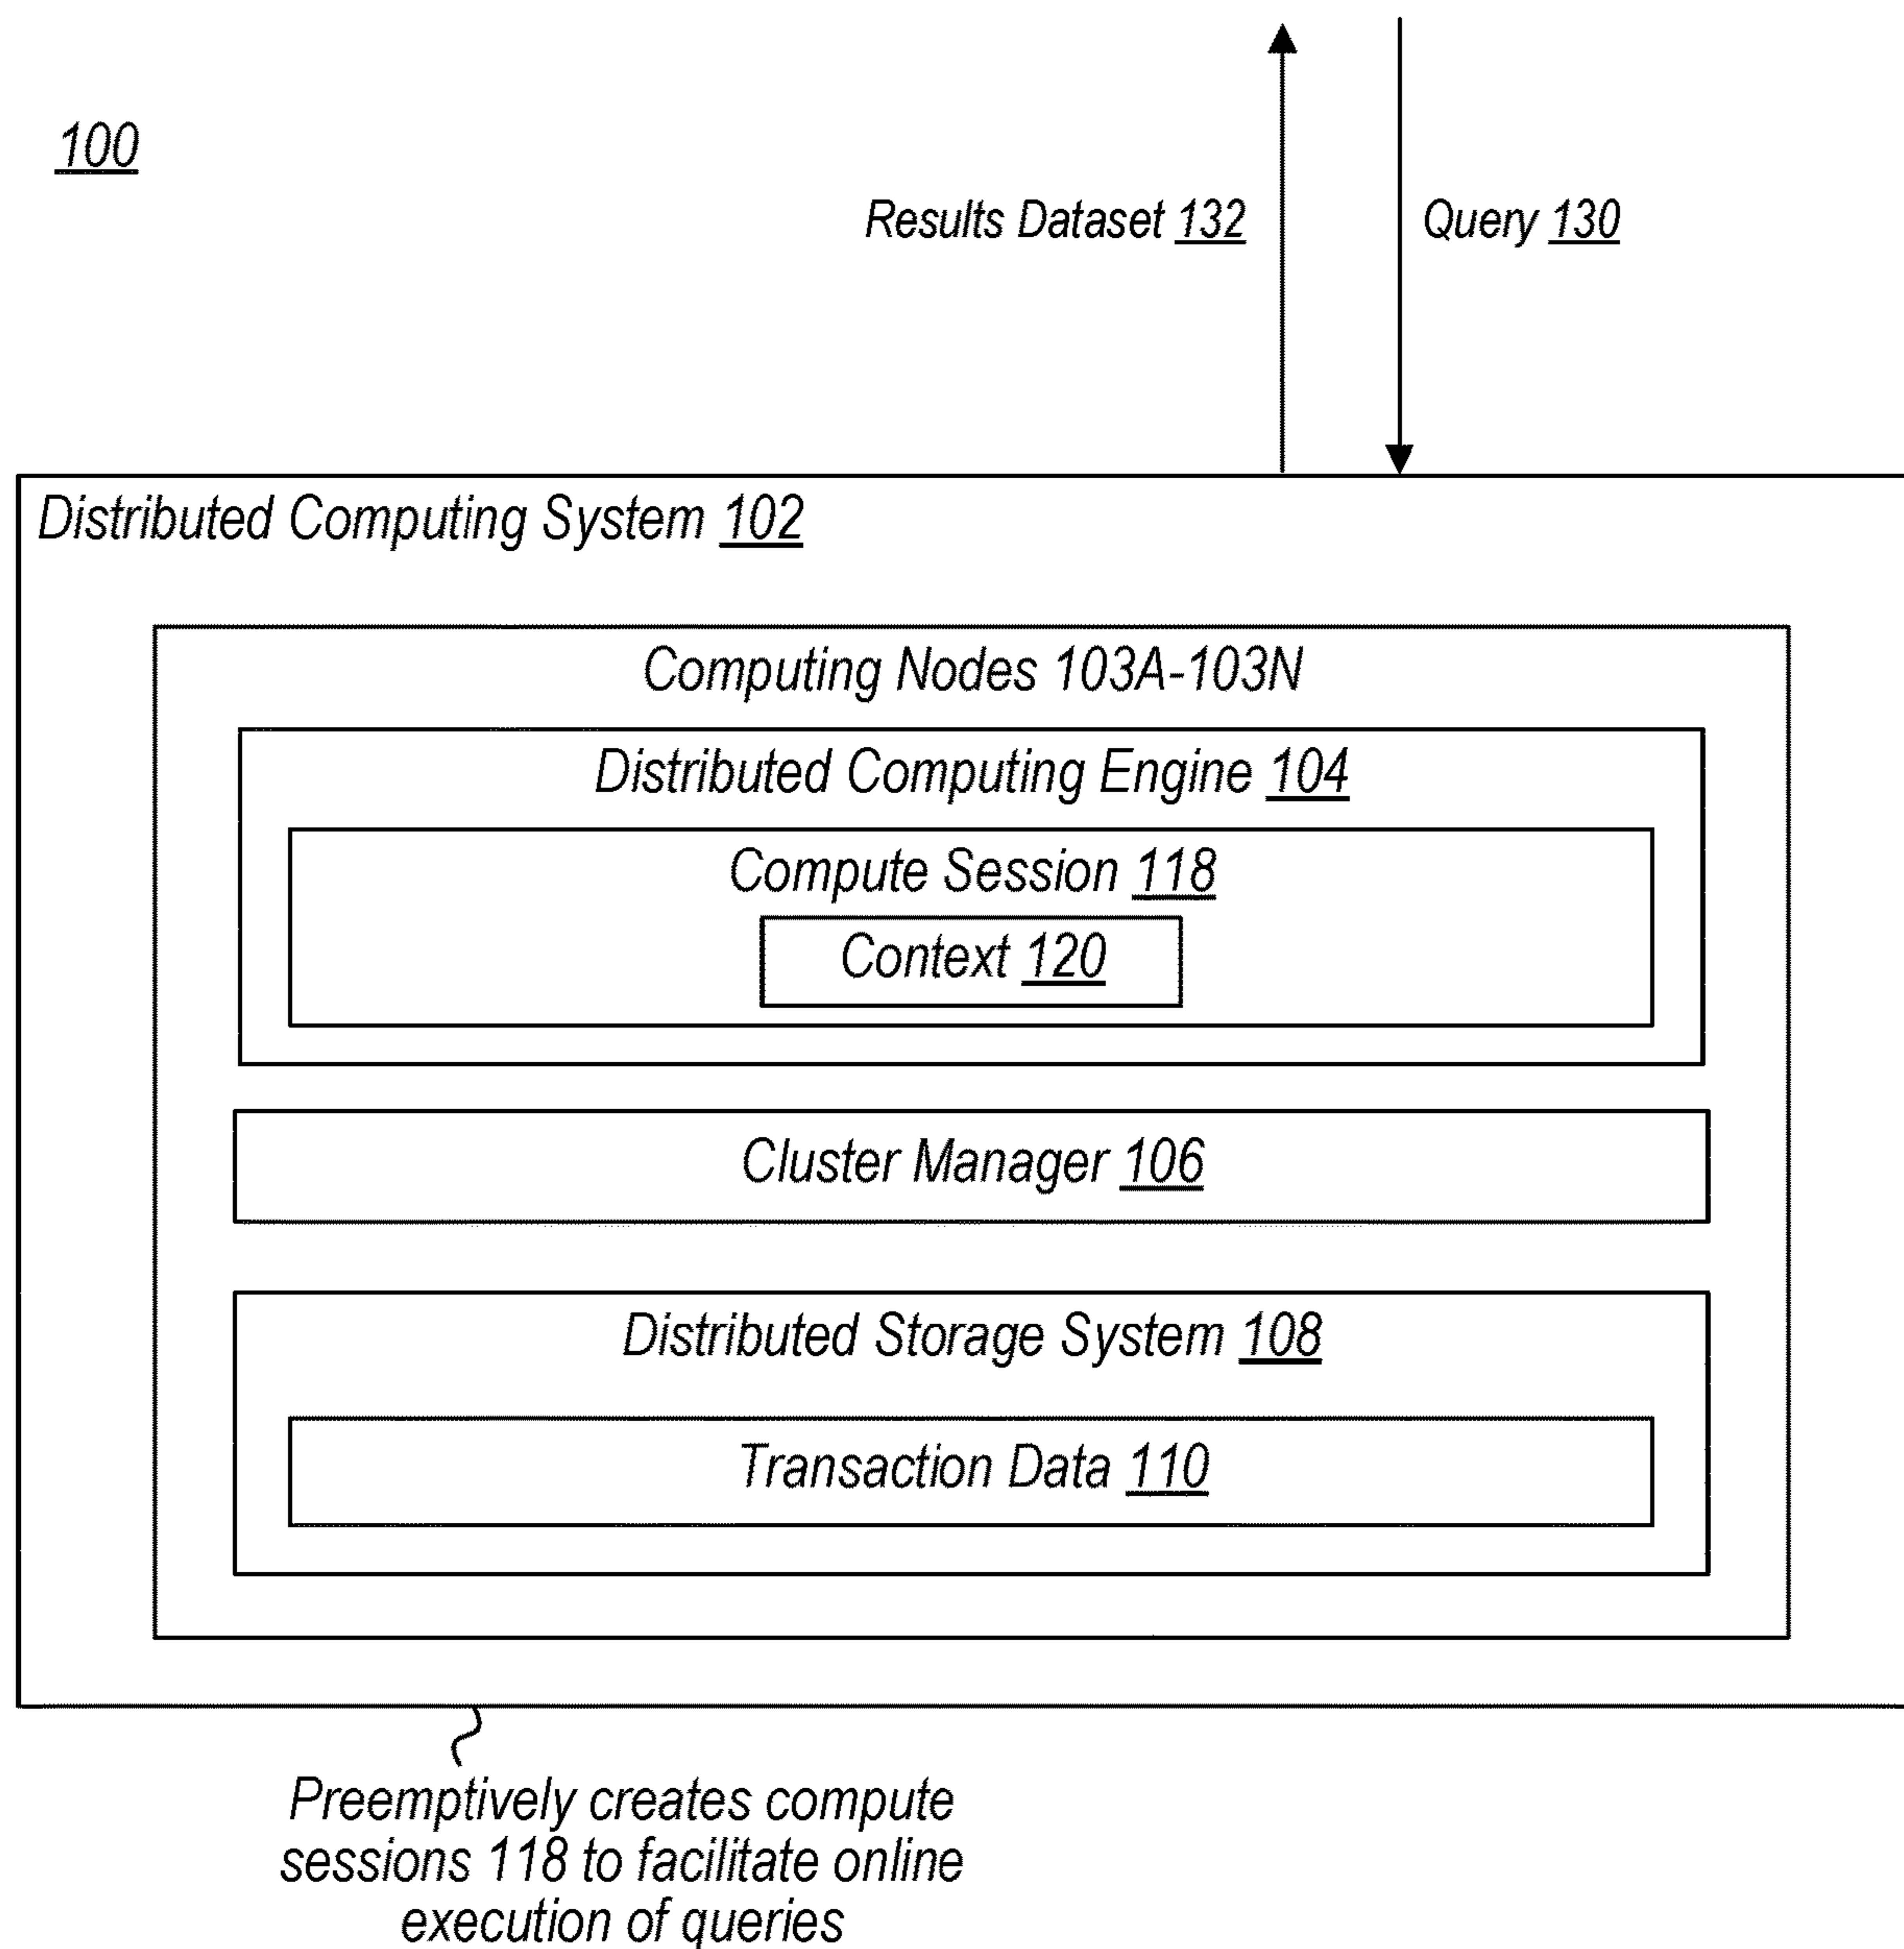 100
Results Dataset 132
Query 130
Distributed Computing System 102
Computing Nodes 103A-103N
Distributed Computing Engine 104
Compute Session 118
Context 120
Cluster Manager 106
Distributed Storage System 108
Transaction Data 110
Preemptively creates compute
sessions 118 to facilitate online
execution of queries